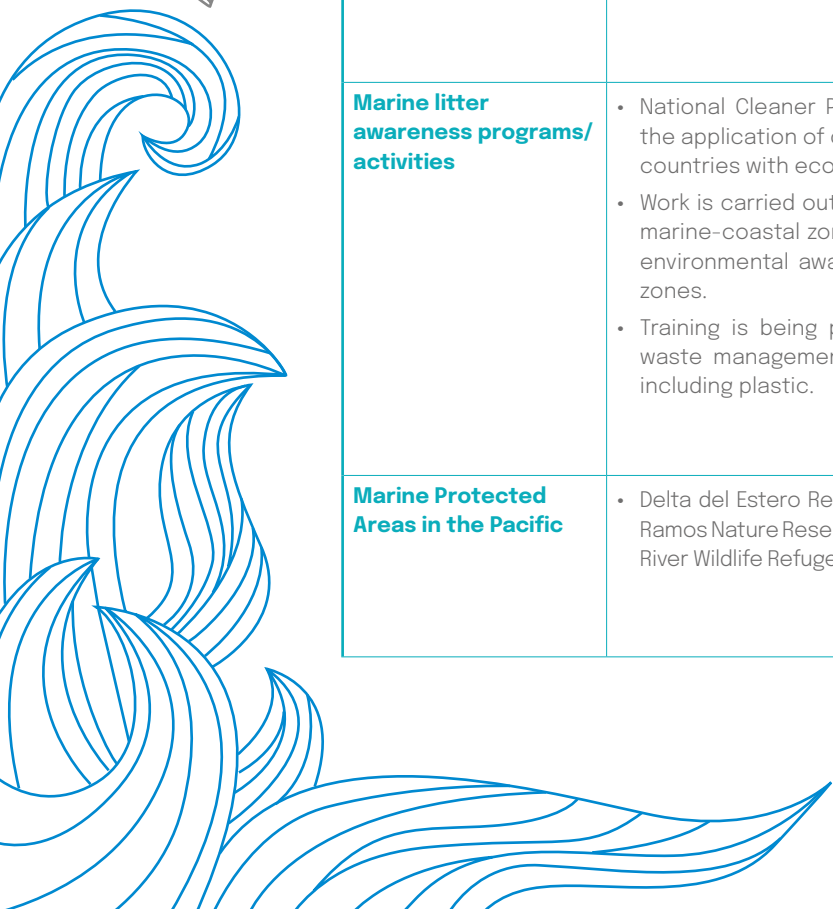 Marine litter
awareness programs/
activities
• National Cleaner
the application of
countries with
• Work is carried out
marine-coastal
environmental
zones.
• Training is being
waste
including plastic.
Marine Protected
Areas in the Pacific
• Delta del Estero
Ramos Nature
River Wildlife Refuge